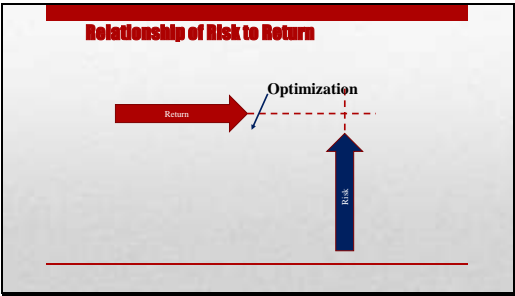 Relationship of Risk to Return
Optimization
Return
Risk